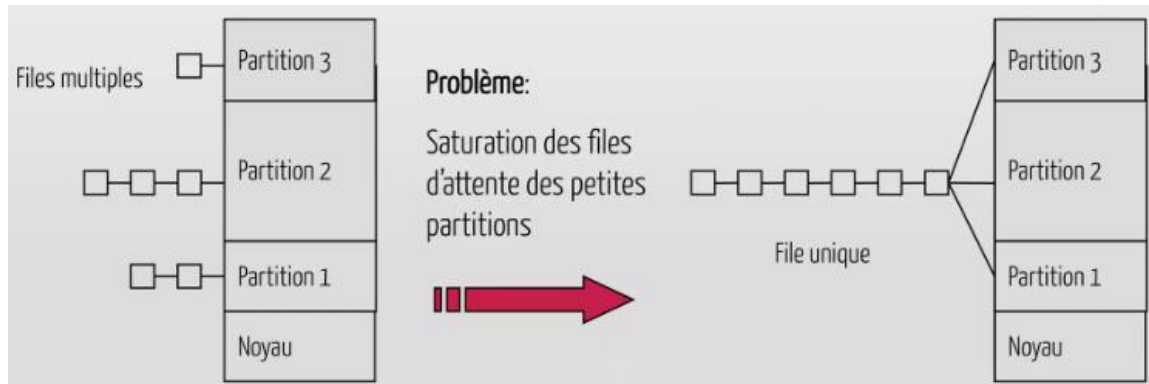 Files multiples
Partition 3
Partition 2
Partition 1
Noyau
Problème:
Saturation des files
d'attente des petites
partitions
File unique
Partition 3
Partition 2
Partition 1
Noyau